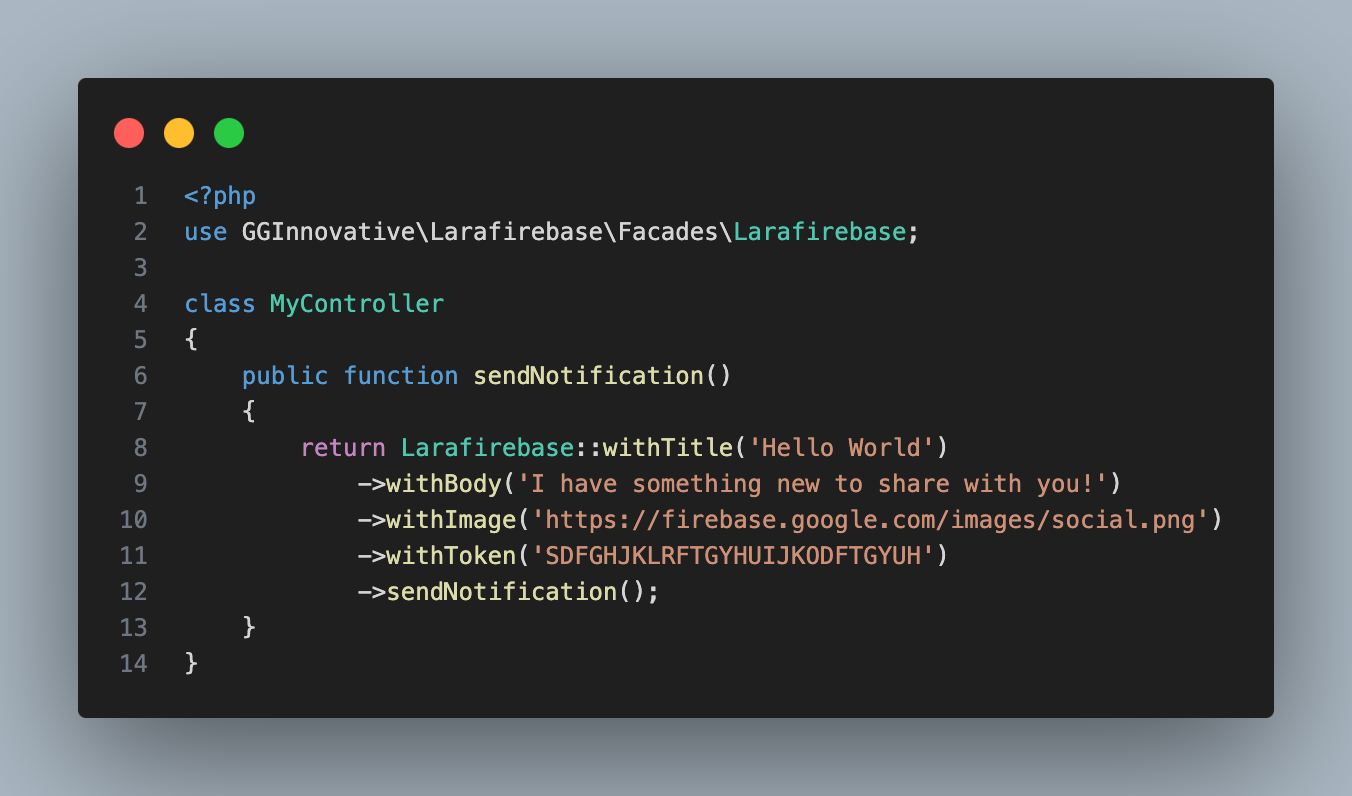 1 <?php
2 use GGInnovative\Larafirebase\Facades\Larafirebase;
3
4 class MyController
5 {
6     public function sendNotification()
7     {
8         return Larafirebase::withTitle('Hello World')
9             ->withBody('I have something new to share with you!')
10             ->withImage('https://firebase.google.com/images/social.png')
11             ->withToken('SDFGHJKLRFTGYHUIJKODFTGYUH')
12             ->sendNotification();
13     }
14 }